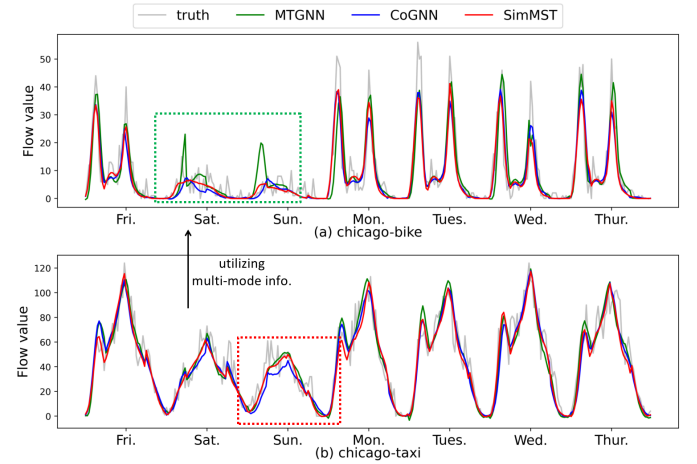 truth MTGNN CoGNN SimMST
Flow value
50
40
30
20
10
0
Fri. Sat. Sun. Mon. Tues. Wed. Thur.
(a) chicago-bike
utilizing
multi-mode info.
Flow value
120
100
80
60
40
20
0
Fri. Sat. Sun. Mon. Tues. Wed. Thur.
(b) chicago-taxi